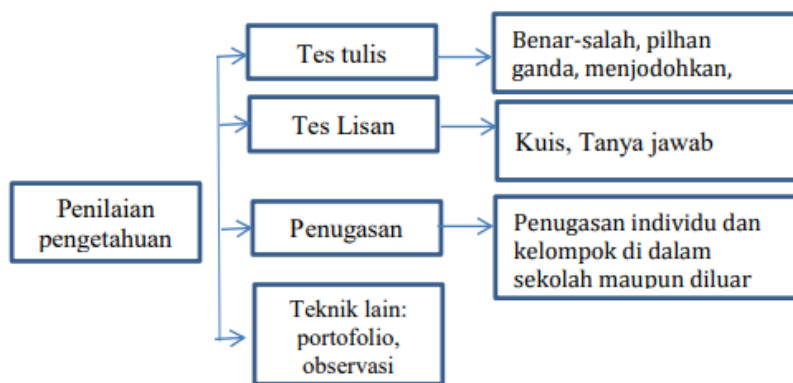 Tes tulis
Benar-salah, pilhan
ganda, menjodohkan,
Tes Lisan
Kuis, Tanya jawab
Penilaian
pengetahuan
Penugasan
Penugasan individu dan
kelompok di dalam
sekolah maupun diluar
Teknik lain:
portofolio,
observasi